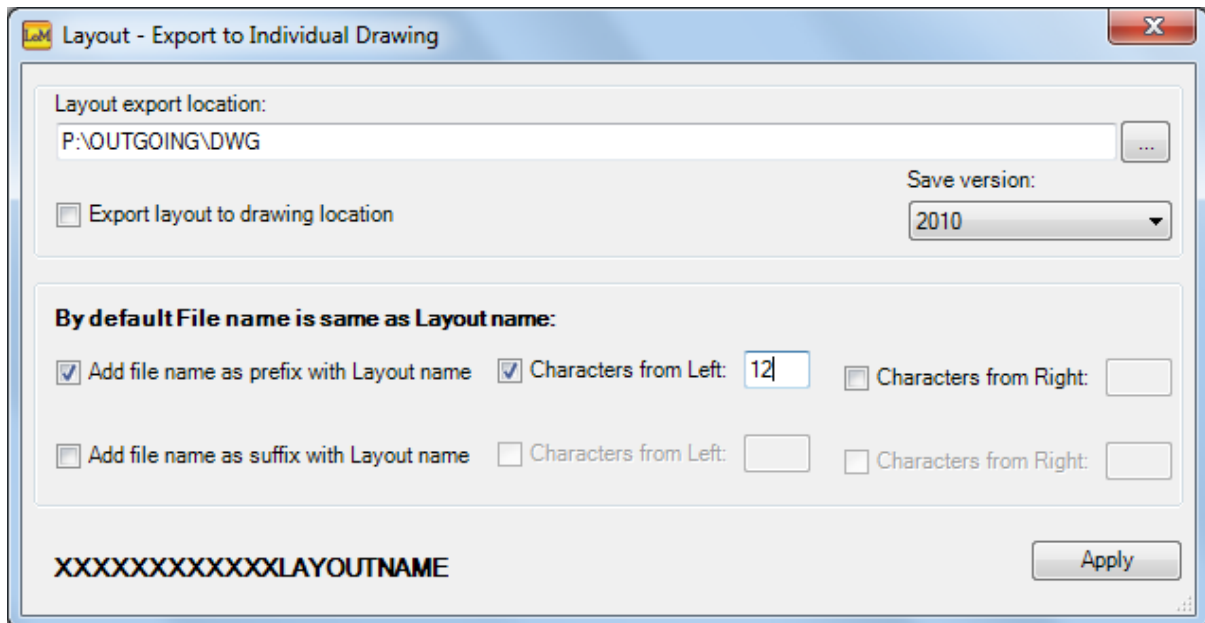 LaM Layout - Export to Individual Drawing
Layout export location:
P:\OUTGOING\DWG
...
Save version:
Export layout to drawing location
2010
By default File name is same as Layout name:
Add file name as prefix with Layout name Characters from Left: 12 Characters from Right:
Add file name as suffix with Layout name Characters from Left: Characters from Right:
XXXXXXXXXXXXLAYOUTNAME
Apply